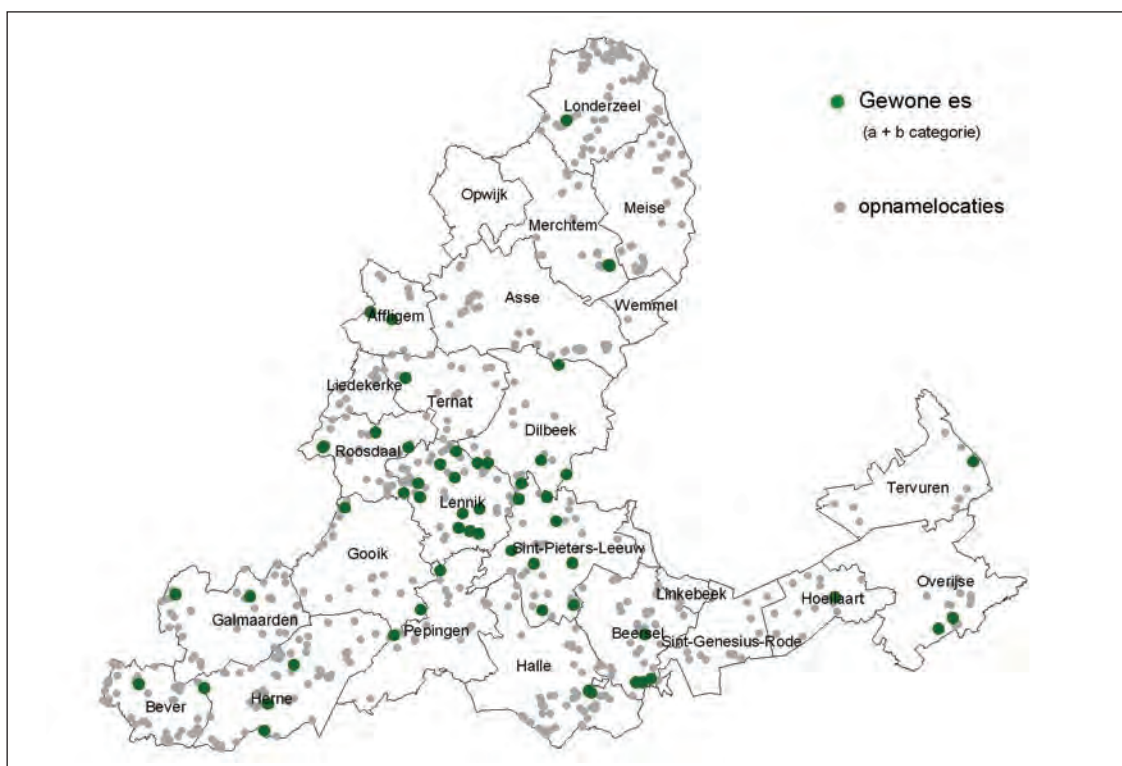 Londerzeel
Gewone es
(a + b categorie)
Opwijk
Meise
opnamelocaties
Merchtem
Asse
Wemmel
Affligem
Liedekerke
Ternat
Dilbeek
Roosdaal
Tervuren
Lennik
Gooik
Sint-Pieters-Leeuw
Overijse
Linkebeek
Hoeilaart
Galmaarden
Pepingen
Beersel
Sint-Genesius-Rode
Halle
Herne
Bever